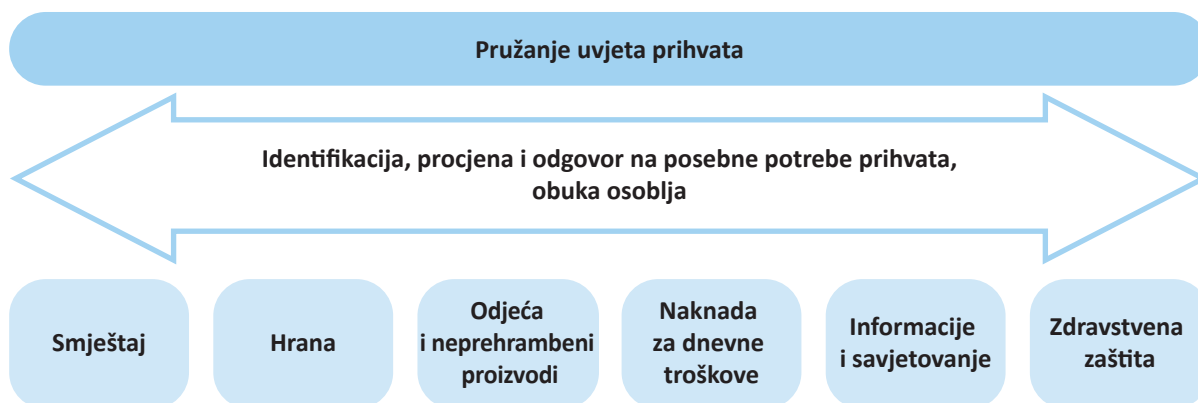 Pružanje uvjeta prihvata
Identifikacija, procjena i odgovor na posebne potrebe prihvata,
obuka osoblja
Smještaj
Hrana
Odjeća
i neprehrambeni
proizvodi
Naknada
za dnevne
troškove
Informacije
i savjetovanje
Zdravstvena
zaštita